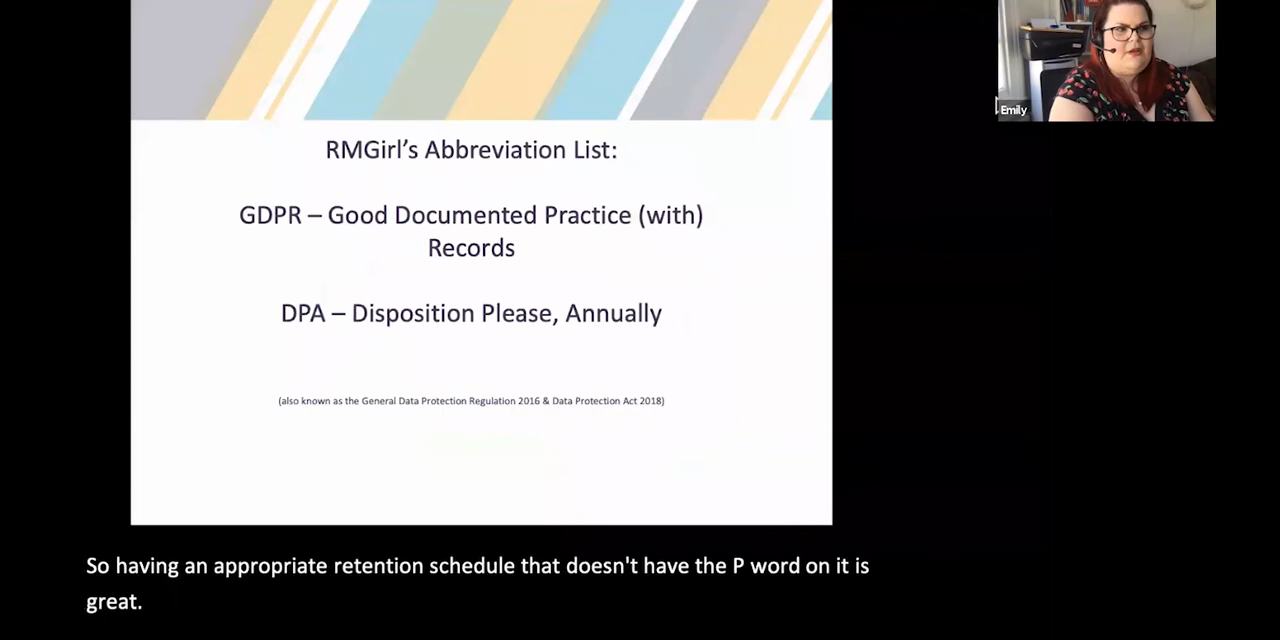 RMGirl’s Abbreviation List:
GDPR – Good Documented Practice (with)
Records
DPA – Disposition Please, Annually
(also known as the General Data Protection Regulation 2016 & Data Protection Act 2018)
Emily
So having an appropriate retention schedule that doesn't have the P word on it is
great.